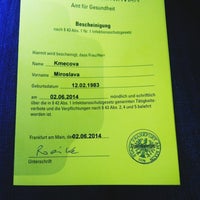 Amt für Gesundheit
Bescheinigung
nach § 43 Abs. 1 Nr. 1 Infektionsschutzgesetz
Hiermit wird bescheinigt, dass Frau/Herr
Name Kmecova
Vorname Miroslava
Geburtsdatum 12.02.1983
am 02.06.2014 mündlich und schriftlich
über die in § 42 Abs. 1 Infektionsschutzgesetz genannten Tätigkeits-
verbote und die Verpflichtungen nach § 43 Abs. 2, 4 und 5 belehrt
worden ist.
Frankfurt am Main, den 02.06.2014
Unterschrift